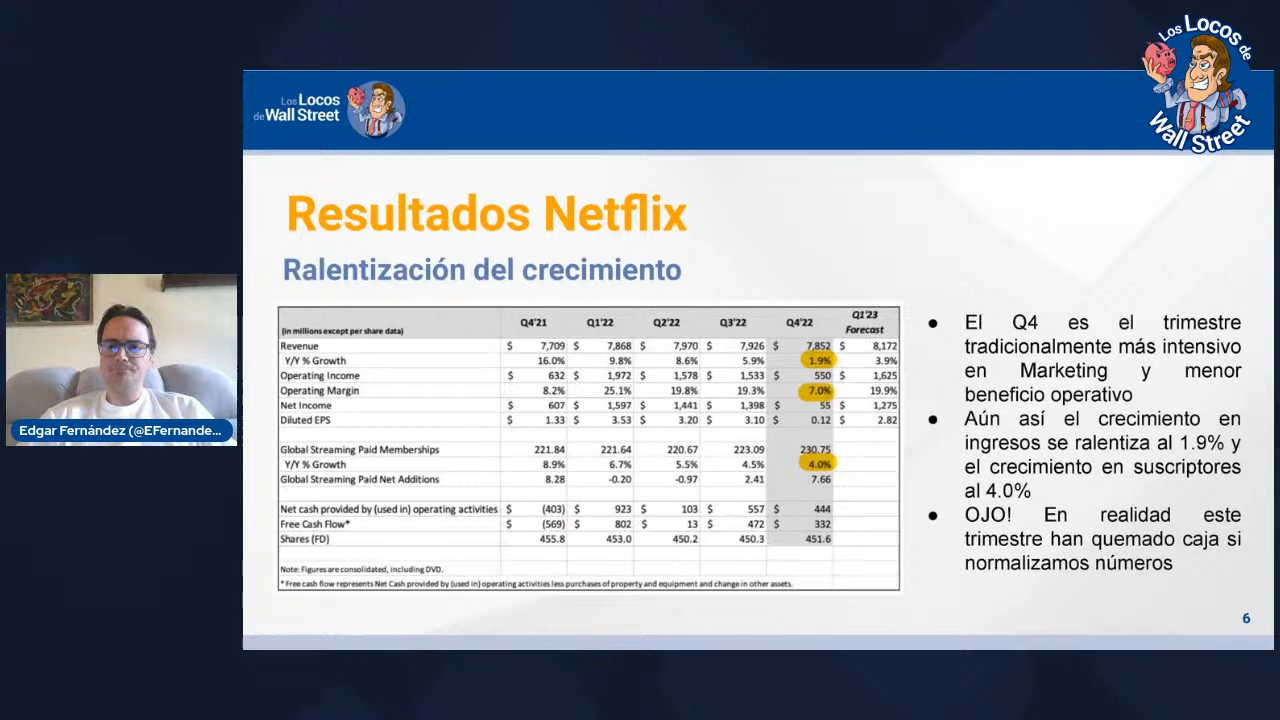 Los Locos de
Wall Street
Los Locos
de Wall Street
Resultados Netflix
Ralentización del crecimiento
(in millions except per share data) Q4'21 Q1'22 Q2'22 Q3'22 Q4'22 Q1'23 Forecast
Revenue $ 7,709 $ 7,868 $ 7,970 $ 7,926 $ 7,852 $ 8,172
Y/Y % Growth 16.0% 9.8% 8.6% 5.9% 1.9% 3.9%
Operating Income $ 632 $ 1,972 $ 1,578 $ 1,533 $ 550 $ 1,625
Operating Margin 8.2% 25.1% 19.8% 19.3% 7.0% 19.9%
Net Income $ 607 $ 1,597 $ 1,441 $ 1,398 $ 55 $ 1,275
Diluted EPS $ 1.33 $ 3.53 $ 3.20 $ 3.10 $ 0.12 $ 2.82
Global Streaming Paid Memberships 221.84 221.64 220.67 223.09 230.75
Y/Y % Growth 8.9% 6.7% 5.5% 4.5% 4.0%
Global Streaming Paid Net Additions 8.28 -0.20 -0.97 2.41 7.66
Net cash provided by (used in) operating activities $ (403) $ 923 $ 103 $ 557 $ 444
Free Cash Flow* $ (569) $ 802 $ 13 $ 472 $ 332
Shares (FD) 455.8 453.0 450.2 450.3 451.6
Note: Figures are consolidated, including DVD.
* Free cash flow represents Net Cash provided by (used in) operating activities less purchases of property and equipment and change in other assets.
● El Q4 es el trimestre
tradicionalmente más intensivo
en Marketing y menor
beneficio operativo
● Aún así el crecimiento en
ingresos se ralentiza al 1.9% y
el crecimiento en suscriptores
al 4.0%
● OJO! En realidad este
trimestre han quemado caja si
normalizamos números
6
Edgar Fernández (@EFernande...